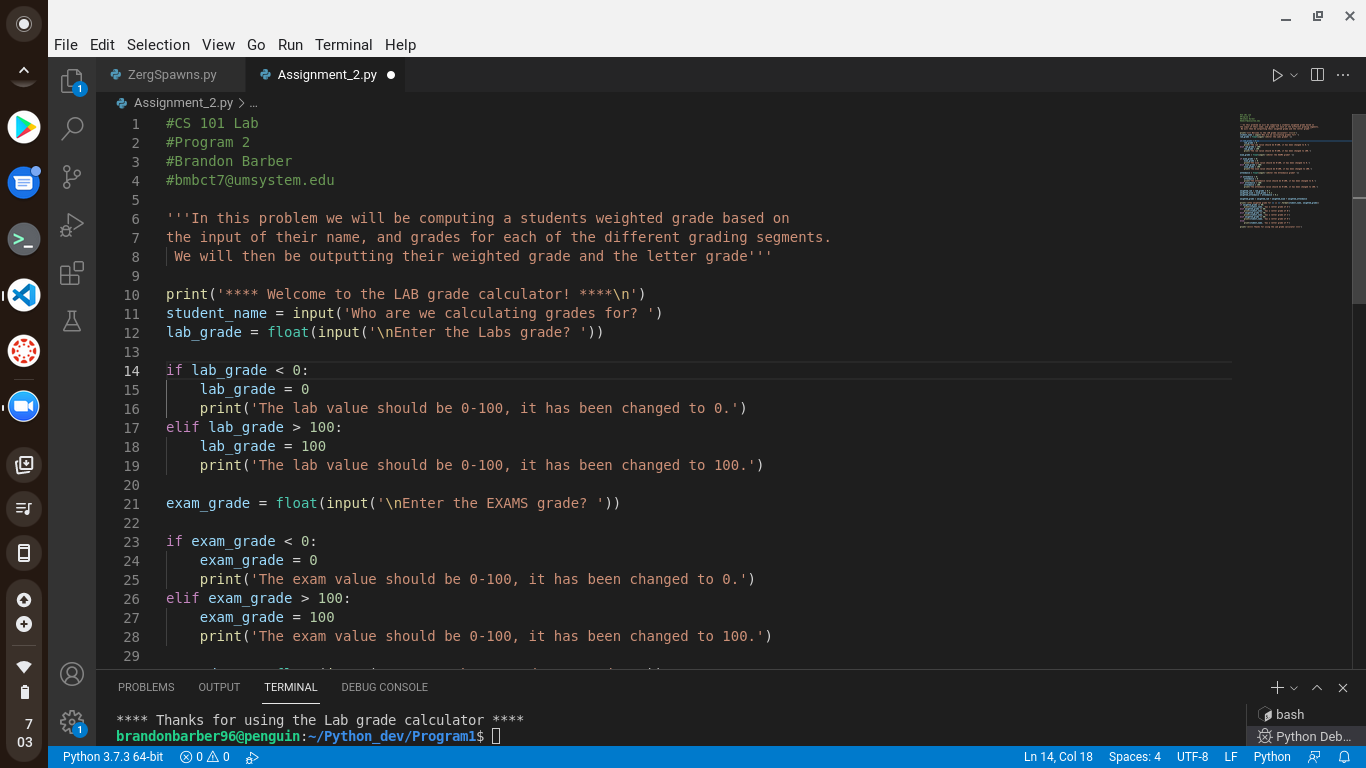 File Edit Selection View Go Run Terminal Help
ZergSpawns.py Assignment_2.py
Assignment_2.py > ...
1 #CS 101 Lab
2 #Program 2
3 #Brandon Barber
4 #bmbct7@umsystem.edu
5
6 '''In this problem we will be computing a students weighted grade based on
7 the input of their name, and grades for each of the different grading segments.
8 We will then be outputting their weighted grade and the letter grade'''
9
10 print('**** Welcome to the LAB grade calculator! ****\n')
11 student_name = input('Who are we calculating grades for? ')
12 lab_grade = float(input('\nEnter the Labs grade? '))
13
14 if lab_grade < 0:
15     lab_grade = 0
16     print('The lab value should be 0-100, it has been changed to 0.')
17 elif lab_grade > 100:
18     lab_grade = 100
19     print('The lab value should be 0-100, it has been changed to 100.')
20
21 exam_grade = float(input('\nEnter the EXAMS grade? '))
22
23 if exam_grade < 0:
24     exam_grade = 0
25     print('The exam value should be 0-100, it has been changed to 0.')
26 elif exam_grade > 100:
27     exam_grade = 100
28     print('The exam value should be 0-100, it has been changed to 100.')
29
PROBLEMS OUTPUT TERMINAL DEBUG CONSOLE
**** Thanks for using the Lab grade calculator ****
brandonbarber96@penguin:~/Python_dev/Program1$
bash
Python Deb...
1
1
7
03
Python 3.7.3 64-bit 0 0 Ln 14, Col 18 Spaces: 4 UTF-8 LF Python